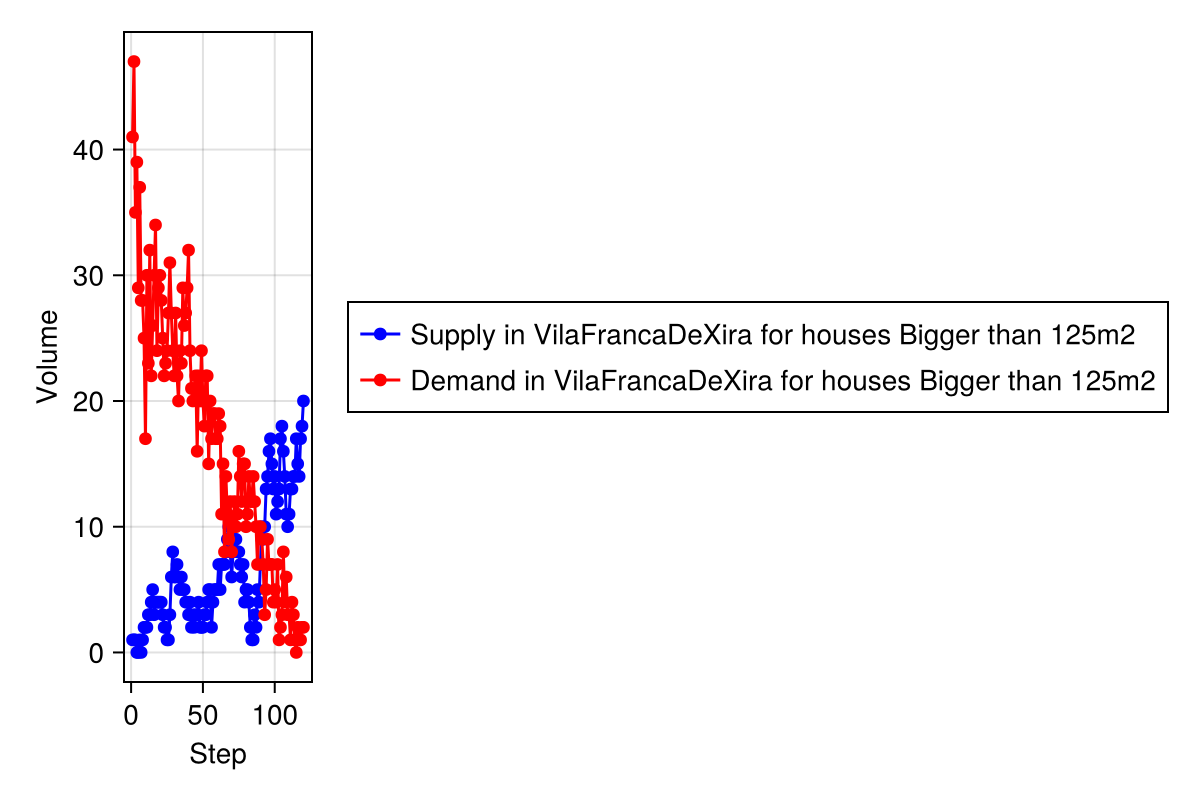 Volume
40
30
20
10
0
0 50 100
Step
Supply in VilaFrancaDeXira for houses Bigger than 125m2
Demand in VilaFrancaDeXira for houses Bigger than 125m2